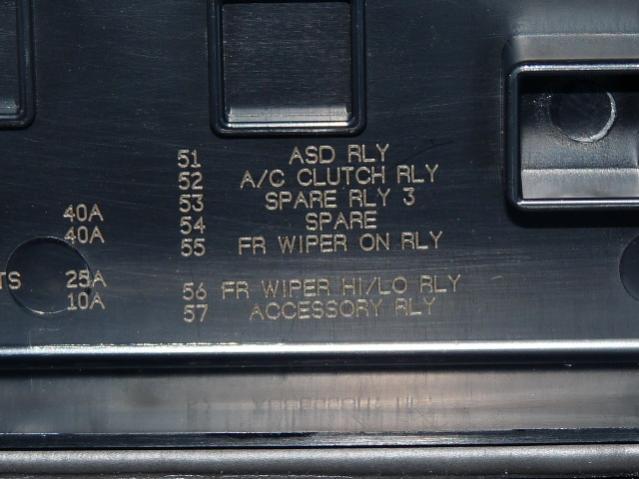 51 ASD RLY
52 A/C CLUTCH RLY
53 SPARE RLY 3
40A 54 SPARE
40A 55 FR WIPER ON RLY
TS 25A 56 FR WIPER HI/LO RLY
10A 57 ACCESSORY RLY